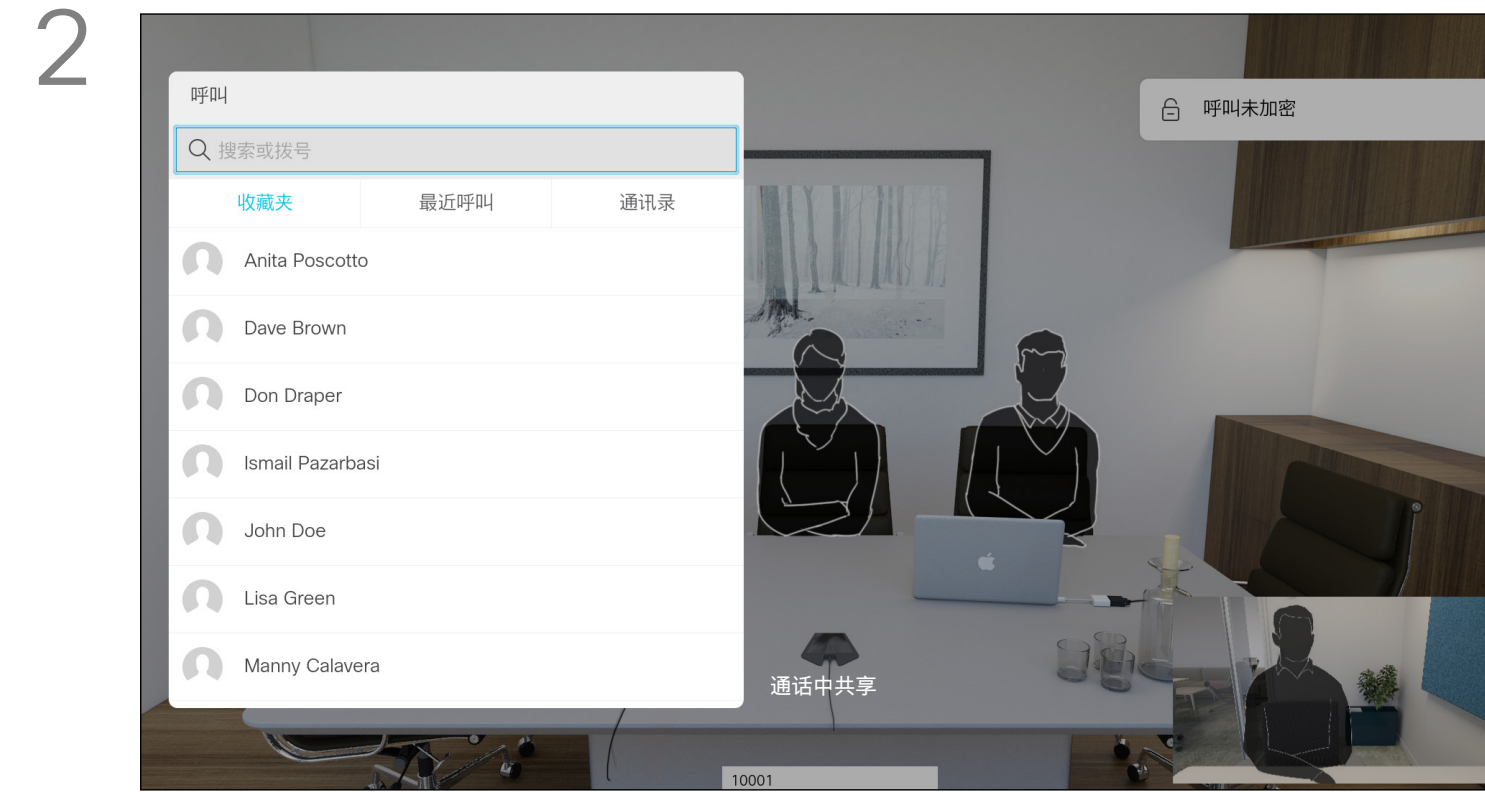 2
呼叫
呼叫未加密
搜索或拨号
收藏夹 最近呼叫 通讯录
Anita Poscotto
Dave Brown
Don Draper
Ismail Pazarbasi
John Doe
Lisa Green
Manny Calavera
通话中共享
10001